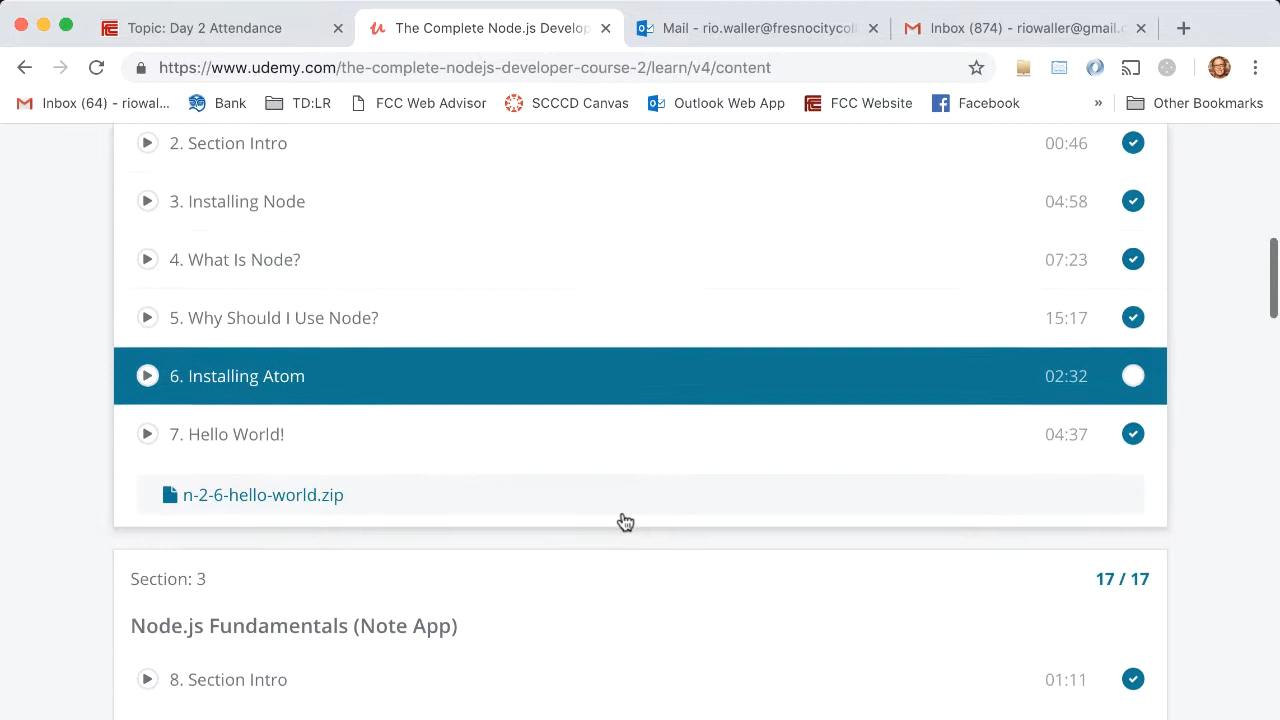 Topic: Day 2 Attendance
The Complete Node.js Develop
Mail - rio.waller@fresnocitycoll
Inbox (874) - riowaller@gmail.c
https://www.udemy.com/the-complete-nodejs-developer-course-2/learn/v4/content
Inbox (64) - riowal...
Bank
TD:LR
FCC Web Advisor
SCCCD Canvas
Outlook Web App
FCC Website
Facebook
»
Other Bookmarks
2. Section Intro 00:46
3. Installing Node 04:58
4. What Is Node? 07:23
5. Why Should I Use Node? 15:17
6. Installing Atom 02:32
7. Hello World! 04:37
n-2-6-hello-world.zip
Section: 3 17 / 17
Node.js Fundamentals (Note App)
8. Section Intro 01:11